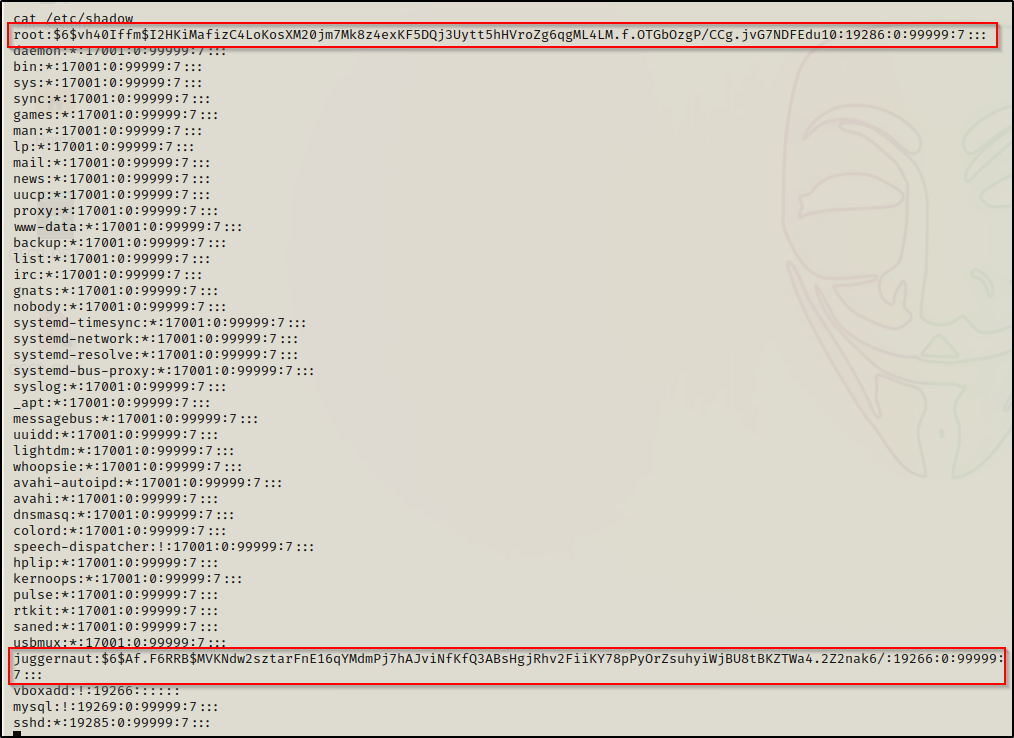 cat /etc/shadow
root:$6$vh40Iffm$I2HKiMafizC4LoKosXM20jm7Mk8z4exKF5DQj3Uytt5hHVroZg6qgML4LM.f.OTGbOzgP/CCg.jvG7NDFEdu10:19286:0:99999:7:::
daemon:*:17001:0:99999:7:::
bin:*:17001:0:99999:7:::
sys:*:17001:0:99999:7:::
sync:*:17001:0:99999:7:::
games:*:17001:0:99999:7:::
man:*:17001:0:99999:7:::
lp:*:17001:0:99999:7:::
mail:*:17001:0:99999:7:::
news:*:17001:0:99999:7:::
uucp:*:17001:0:99999:7:::
proxy:*:17001:0:99999:7:::
www-data:*:17001:0:99999:7:::
backup:*:17001:0:99999:7:::
list:*:17001:0:99999:7:::
irc:*:17001:0:99999:7:::
gnats:*:17001:0:99999:7:::
nobody:*:17001:0:99999:7:::
systemd-timesync:*:17001:0:99999:7:::
systemd-network:*:17001:0:99999:7:::
systemd-resolve:*:17001:0:99999:7:::
systemd-bus-proxy:*:17001:0:99999:7:::
syslog:*:17001:0:99999:7:::
_apt:*:17001:0:99999:7:::
messagebus:*:17001:0:99999:7:::
uuidd:*:17001:0:99999:7:::
lightdm:*:17001:0:99999:7:::
whoopsie:*:17001:0:99999:7:::
avahi-autoipd:*:17001:0:99999:7:::
avahi:*:17001:0:99999:7:::
dnsmasq:*:17001:0:99999:7:::
colord:*:17001:0:99999:7:::
speech-dispatcher:!:17001:0:99999:7:::
hplip:*:17001:0:99999:7:::
kernoops:*:17001:0:99999:7:::
pulse:*:17001:0:99999:7:::
rtkit:*:17001:0:99999:7:::
saned:*:17001:0:99999:7:::
usbmux:*:17001:0:99999:7:::
juggernaut:$6$Af.F6RRB$MVKNdw2sztarFnE16qYMdmPj7hAJviNfKfQ3ABsHgjRhv2FiiKY78pPyOrZsuhyiWjBU8tBKZTWa4.2Z2nak6/:19266:0:99999:
7:::
vboxadd:!:19266::::::
mysql:!:19269:0:99999:7:::
sshd:*:19285:0:99999:7:::